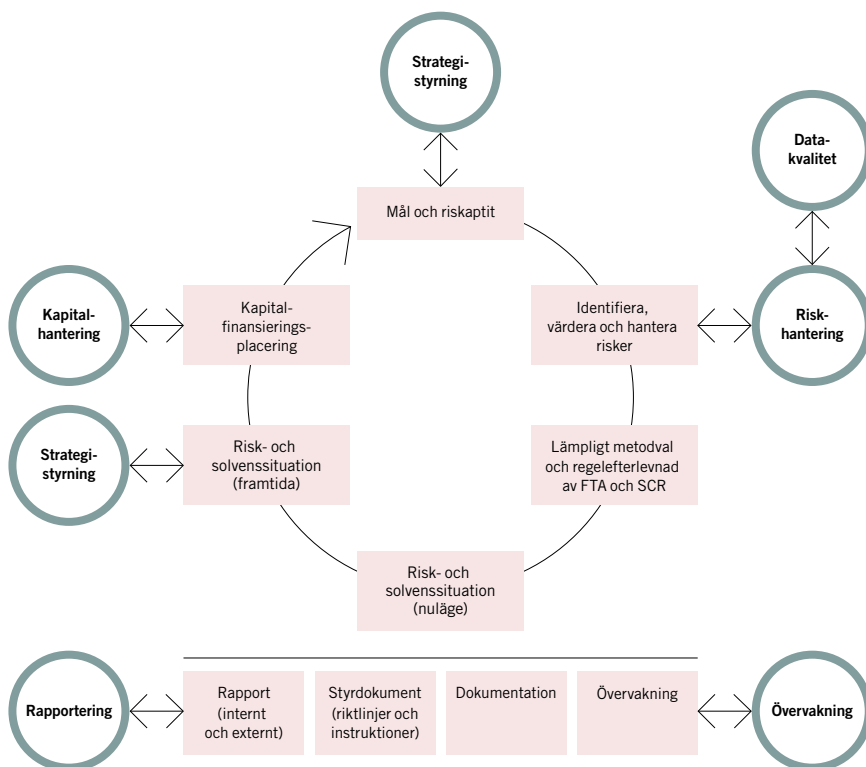 Strategi-
styrning
Data-
kvalitet
Mål och riskaptit
Kapital-
hantering
Kapital-
finansierings-
placering
Identifiera,
värdera och hantera
risker
Risk-
hantering
Strategi-
styrning
Risk- och
solvenssituation
(framtida)
Lämpligt metodval
och regelefterlevnad
av FTA och SCR
Risk- och
solvenssituation
(nuläge)
Rapportering
Rapport
(internt
och externt)
Styrdokument
(riktlinjer och
instruktioner)
Dokumentation
Övervakning
Övervakning